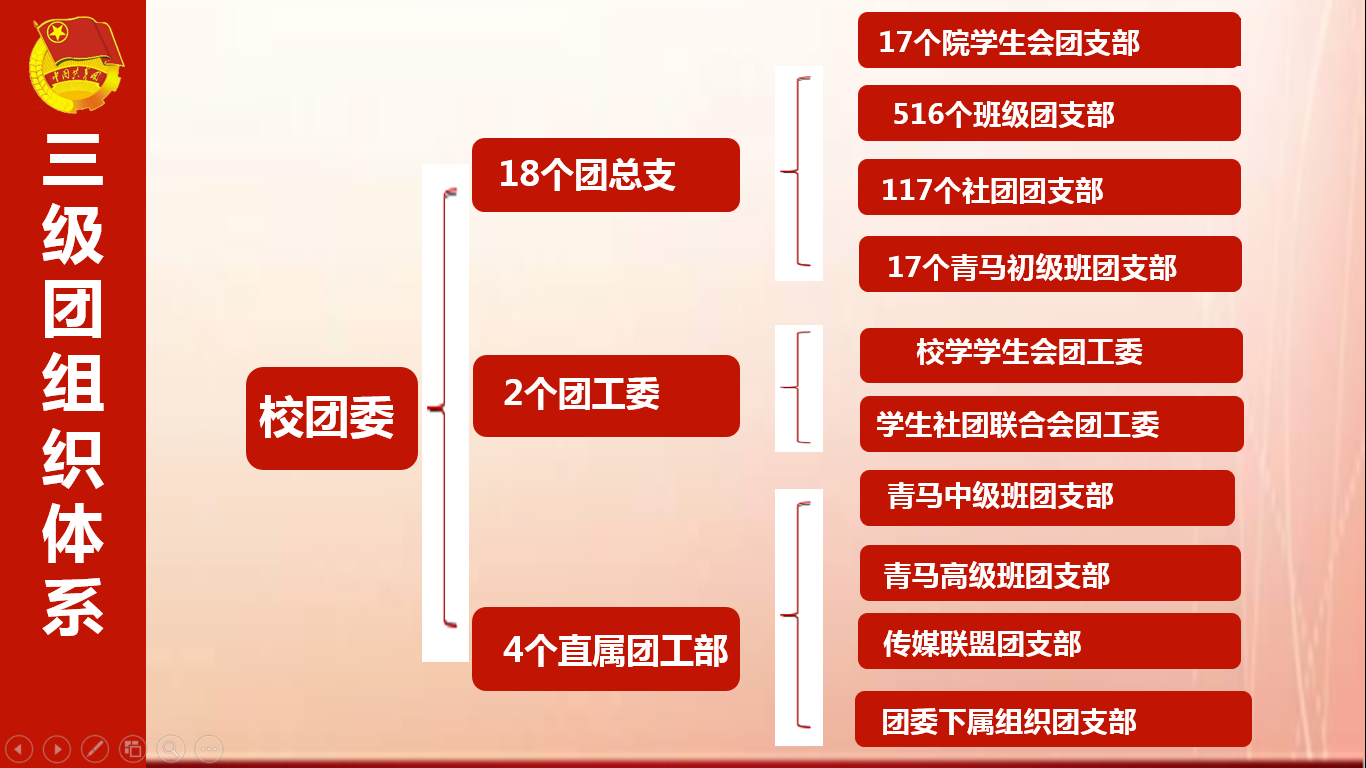 中国共青团
三级团组织体系
校团委
18个团总支
2个团工委
4个直属团工部
17个院学生会团支部
516个班级团支部
117个社团团支部
17个青马初级班团支部
校学学生会团工委
学生社团联合会团工委
青马中级班团支部
青马高级班团支部
传媒联盟团支部
团委下属组织团支部